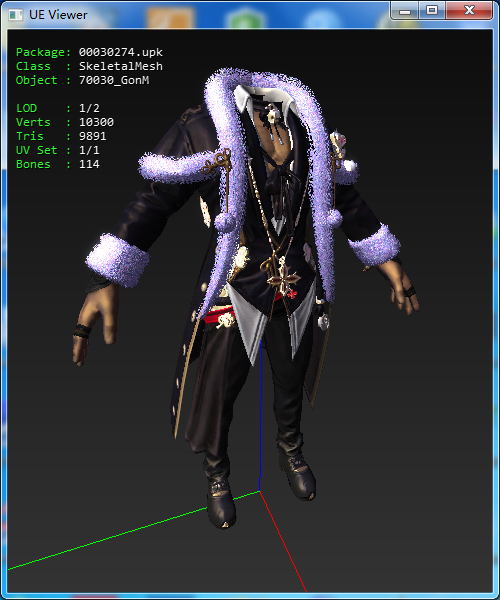 UE Viewer
Package: 00030274.upk
Class : SkeletalMesh
Object : 70030_GonM
LOD : 1/2
Verts : 10300
Tris : 9891
UV Set : 1/1
Bones : 114